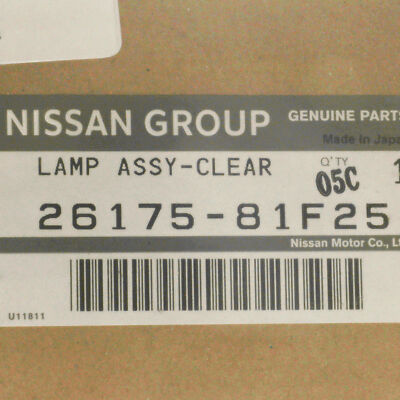 NISSAN GROUP
GENUINE PARTS
Made in Japan
LAMP ASSY-CLEAR
Q'TY
05C
1
26175-81F25
Nissan Motor Co., L
U11811